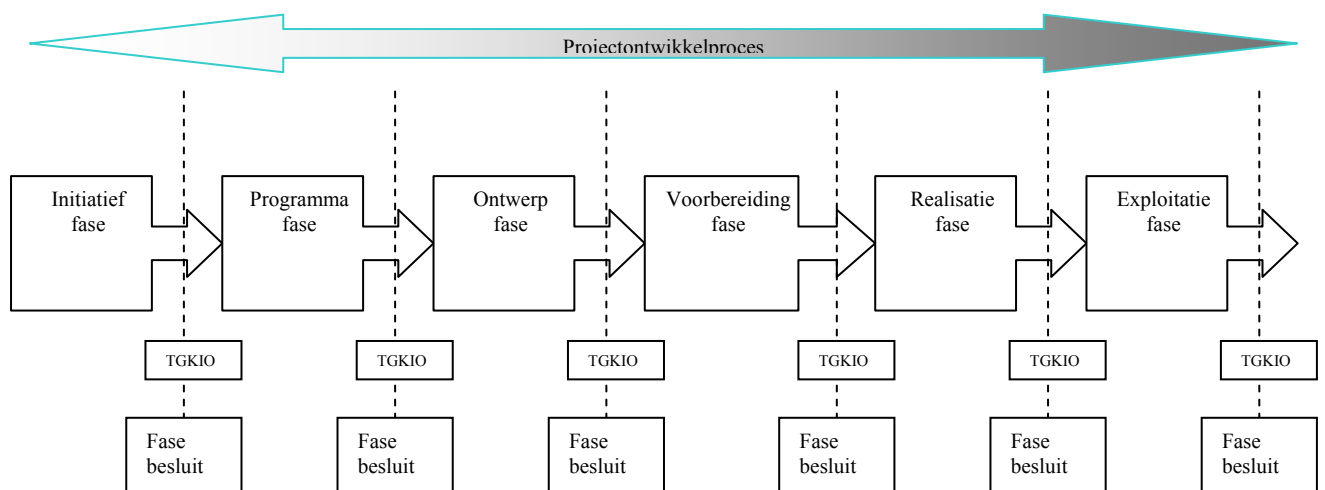 Projectontwikkelproces
Initiatief
fase
Programma
fase
Ontwerp
fase
Voorbereiding
fase
Realisatie
fase
Exploitatie
fase
TGKIO
TGKIO
TGKIO
TGKIO
TGKIO
TGKIO
Fase
besluit
Fase
besluit
Fase
besluit
Fase
besluit
Fase
besluit
Fase
besluit